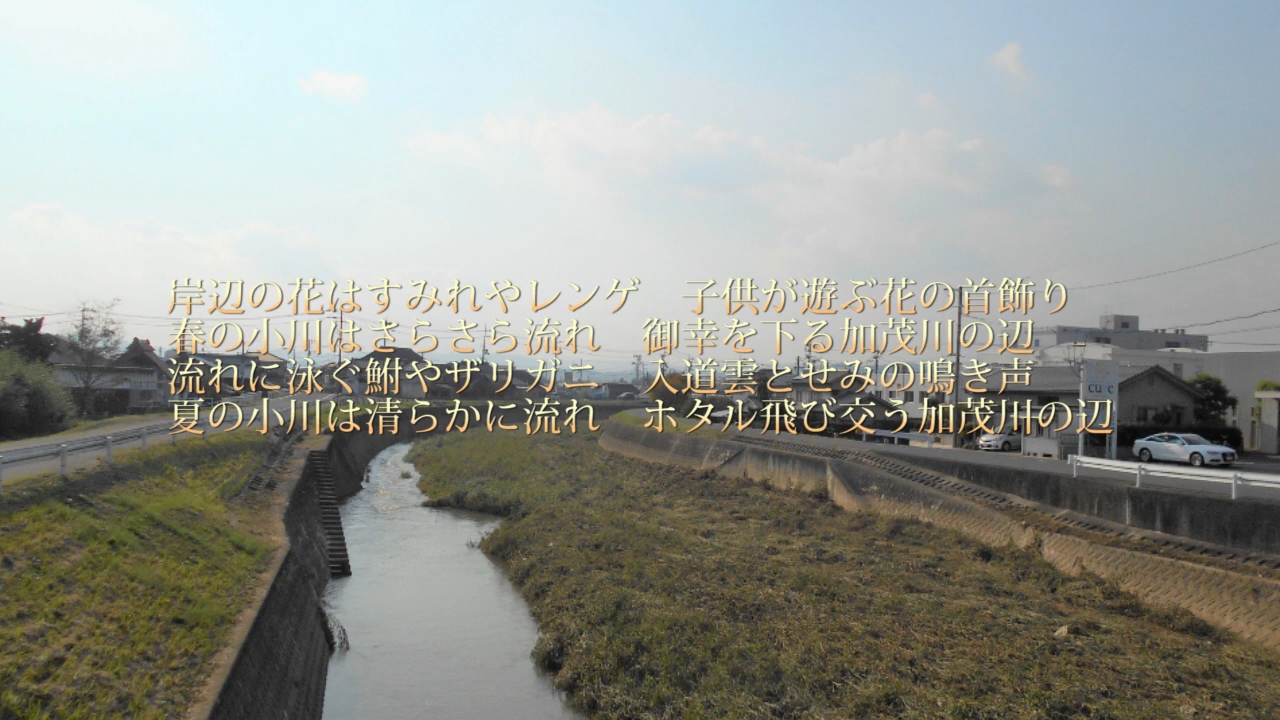 岸辺の花はすみれやレンゲ　子供が遊ぶ花の首飾り
春の小川はさらさら流れ　御幸を下る加茂川の辺
流れに泳ぐ鮒やザリガニ　入道雲とせみの鳴き声
夏の小川は清らかに流れ　ホタル飛び交う加茂川の辺